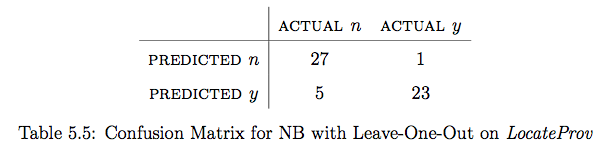 ACTUAL n ACTUAL y
PREDICTED n 27 1
PREDICTED y 5 23
Table 5.5: Confusion Matrix for NB with Leave-One-Out on LocateProv